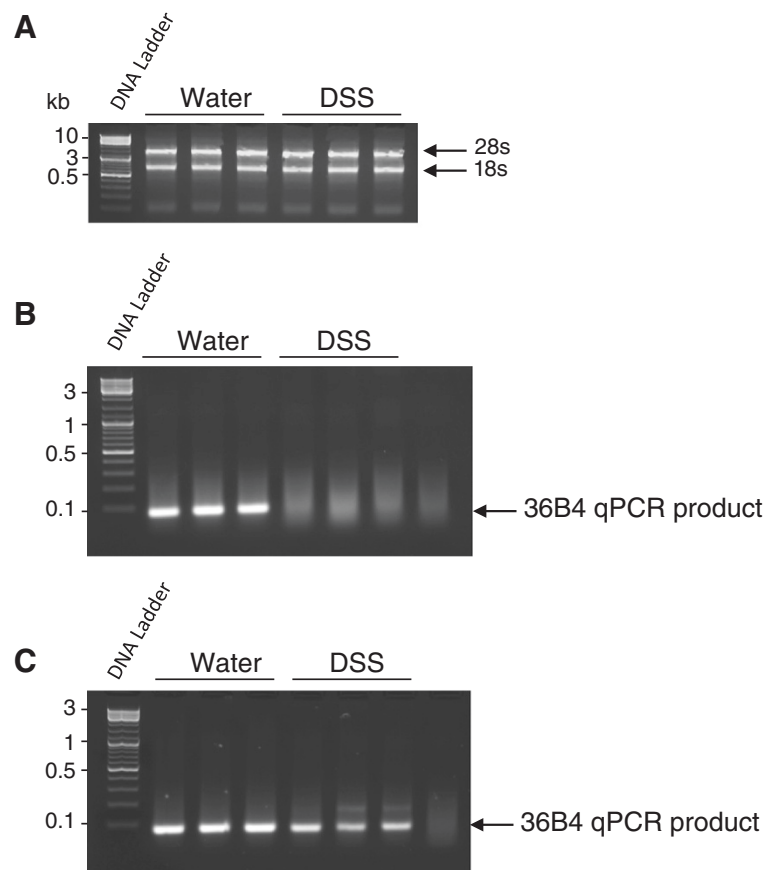 A
DNA Ladder
kb
Water
DSS
10
3
0.5
28s
18s
B
DNA Ladder
Water
DSS
3
1
0.5
0.1
36B4 qPCR product
C
DNA Ladder
Water
DSS
3
1
0.5
0.1
36B4 qPCR product